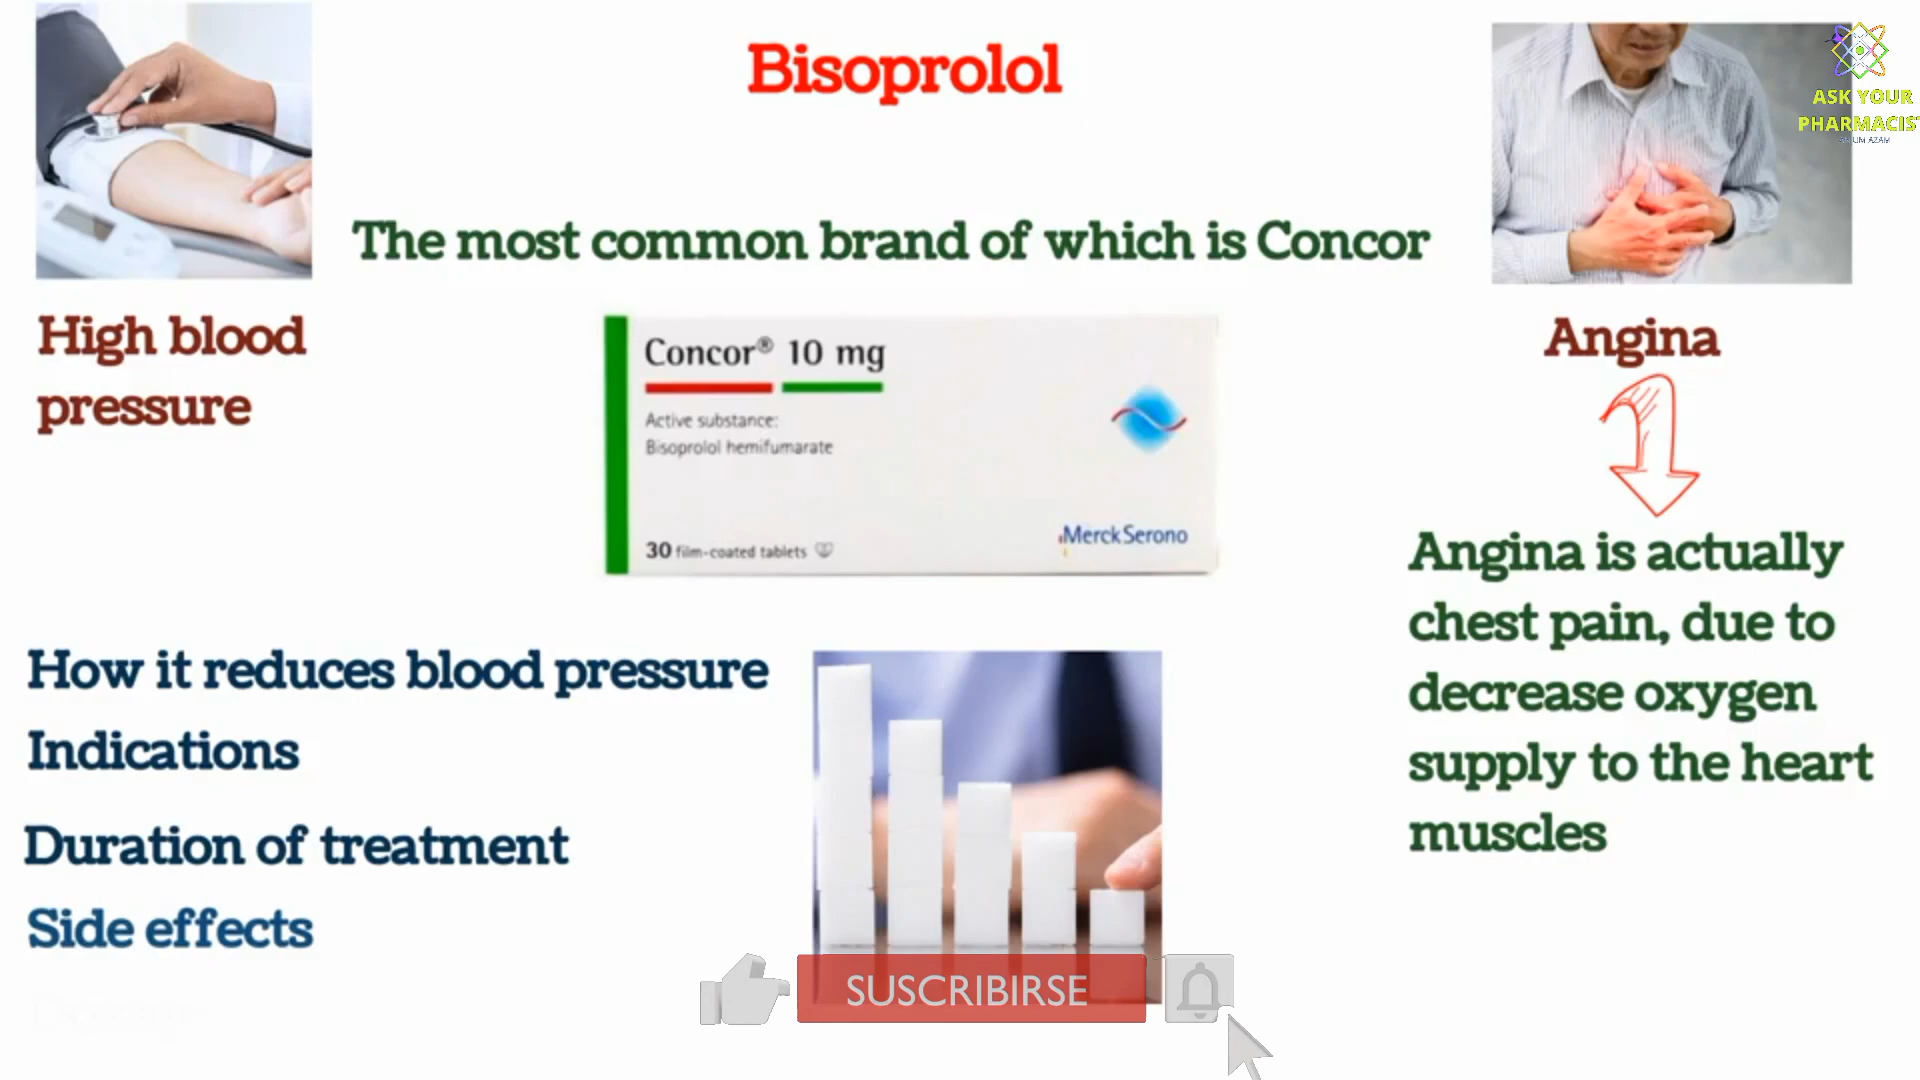 Bisoprolol
ASK YOUR
PHARMACIS
The most common brand of which is Concor
High blood
pressure
Concor® 10 mg
Active substance:
Bisoprolol hemifumarate
30 film-coated tablets
Merck Serono
Angina
Angina is actually
chest pain, due to
decrease oxygen
supply to the heart
muscles
How it reduces blood pressure
Indications
Duration of treatment
Side effects
SUSCRIBIRSE